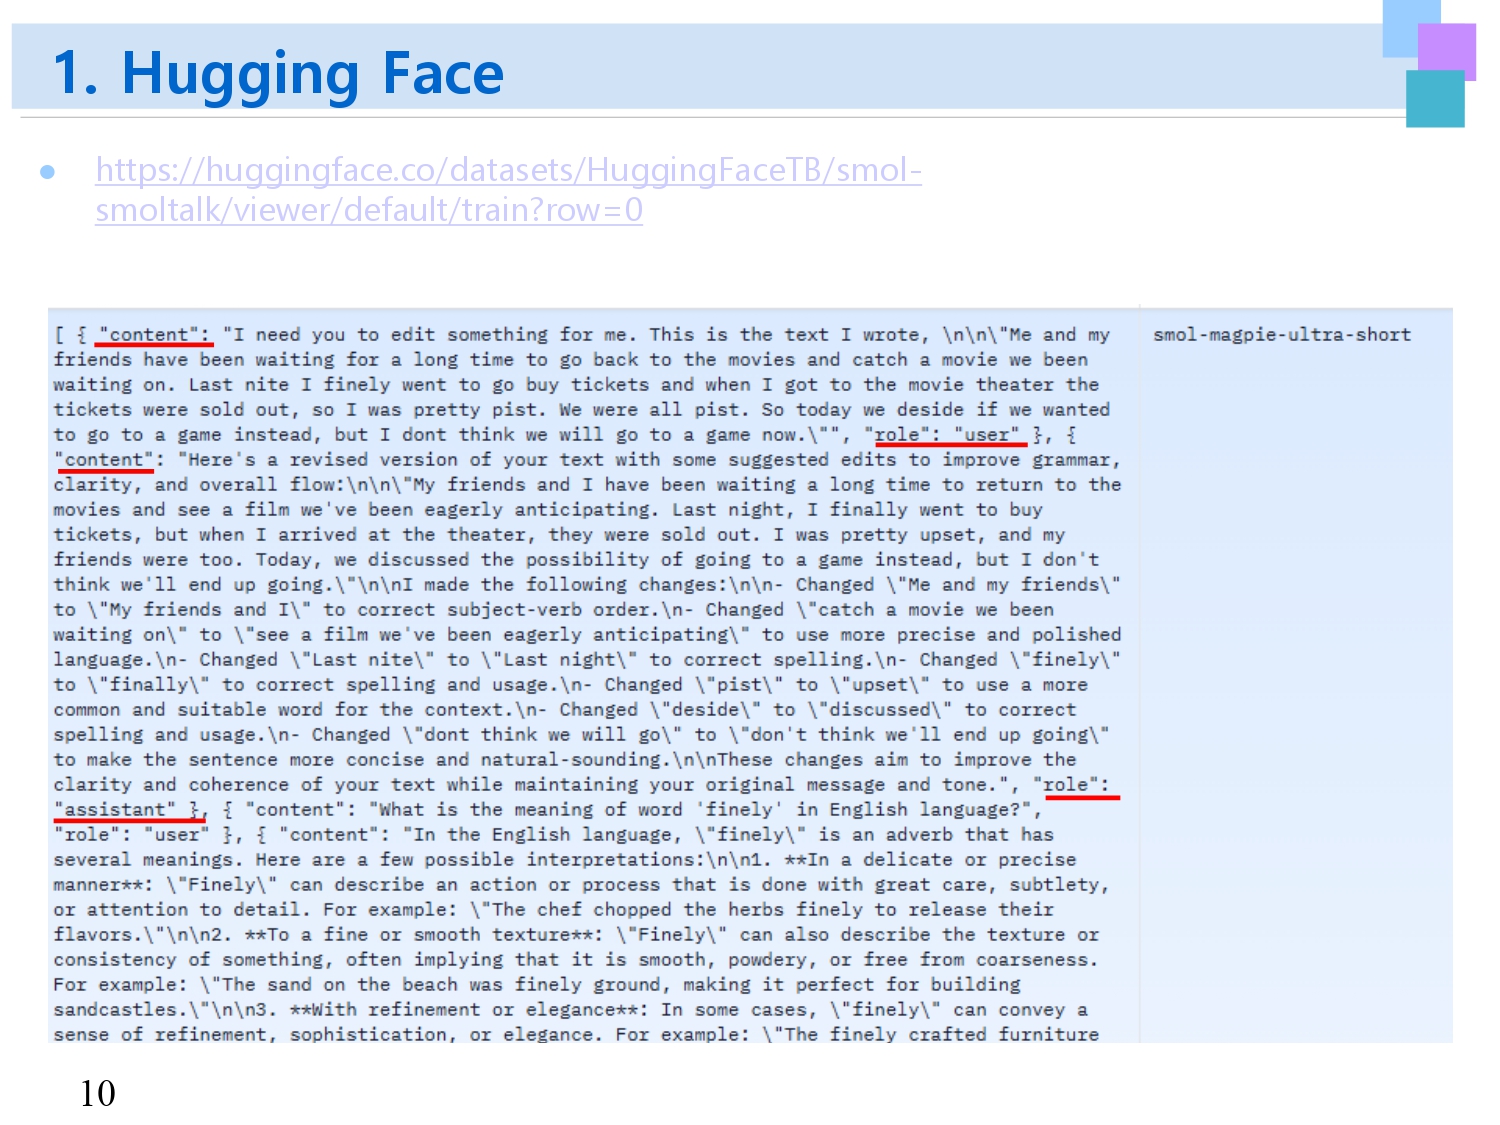 1. Hugging Face
https://huggingface.co/datasets/HuggingFaceTB/smol-
smoltalk/viewer/default/train?row=0
[ { "content": "I need you to edit something for me. This is the text I wrote, \n\n\"Me and my
friends have been waiting for a long time to go back to the movies and catch a movie we been
waiting on. Last nite I finely went to go buy tickets and when I got to the movie theater the
tickets were sold out, so I was pretty pist. We were all pist. So today we deside if we wanted
to go to a game instead, but I dont think we will go to a game now.\"", "role": "user" }, {
"content": "Here's a revised version of your text with some suggested edits to improve grammar,
clarity, and overall flow:\n\n\"My friends and I have been waiting a long time to return to the
movies and see a film we've been eagerly anticipating. Last night, I finally went to buy
tickets, but when I arrived at the theater, they were sold out. I was pretty upset, and my
friends were too. Today, we discussed the possibility of going to a game instead, but I don't
think we'll end up going.\"\n\nI made the following changes:\n\n- Changed \"Me and my friends\"
to \"My friends and I\" to correct subject-verb order.\n- Changed \"catch a movie we been
waiting on\" to \"see a film we've been eagerly anticipating\" to use more precise and polished
language.\n- Changed \"Last nite\" to \"Last night\" to correct spelling.\n- Changed \"finely\"
to \"finally\" to correct spelling and usage.\n- Changed \"pist\" to \"upset\" to use a more
common and suitable word for the context.\n- Changed \"deside\" to \"discussed\" to correct
spelling and usage.\n- Changed \"dont think we will go\" to \"don't think we'll end up going\"
to make the sentence more concise and natural-sounding.\n\nThese changes aim to improve the
clarity and coherence of your text while maintaining your original message and tone.", "role":
"assistant" }, { "content": "What is the meaning of word 'finely' in English language?",
"role": "user" }, { "content": "In the English language, \"finely\" is an adverb that has
several meanings. Here are a few possible interpretations:\n\n1. **In a delicate or precise
manner**: \"Finely\" can describe an action or process that is done with great care, subtlety,
or attention to detail. For example: \"The chef chopped the herbs finely to release their
flavors.\"\n\n2. **To a fine or smooth texture**: \"Finely\" can also describe the texture or
consistency of something, often implying that it is smooth, powdery, or free from coarseness.
For example: \"The sand on the beach was finely ground, making it perfect for building
sandcastles.\"\n\n3. **With refinement or elegance**: In some cases, \"finely\" can convey a
sense of refinement, sophistication, or elegance. For example: \"The finely crafted furniture
smol-magpie-ultra-short
10